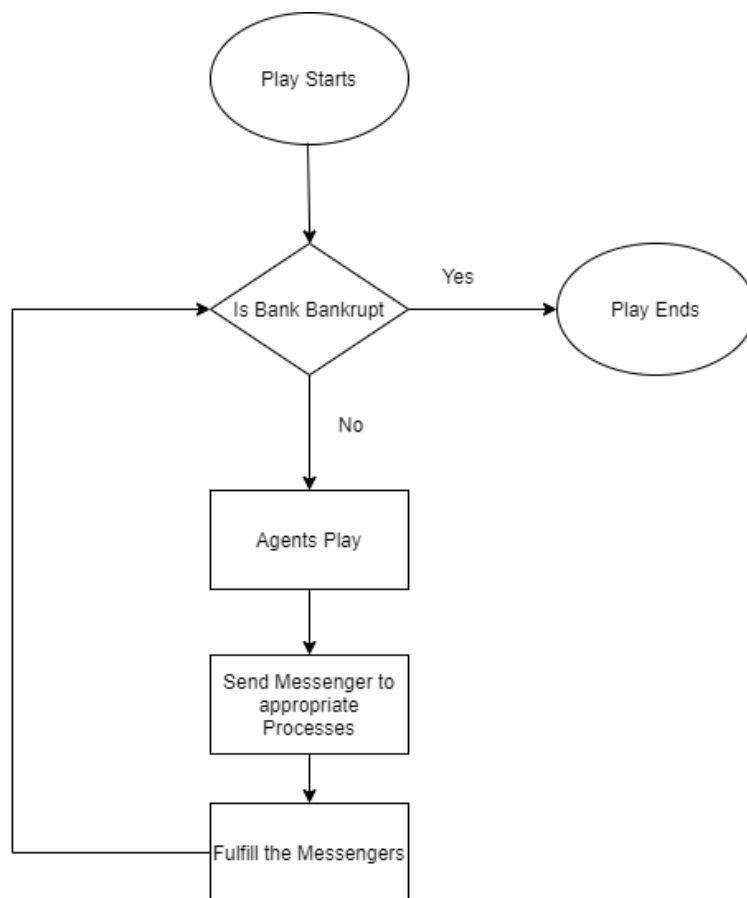 Play Starts
Is Bank Bankrupt
Yes
Play Ends
No
Agents Play
Send Messenger to
appropriate
Processes
Fulfill the Messengers